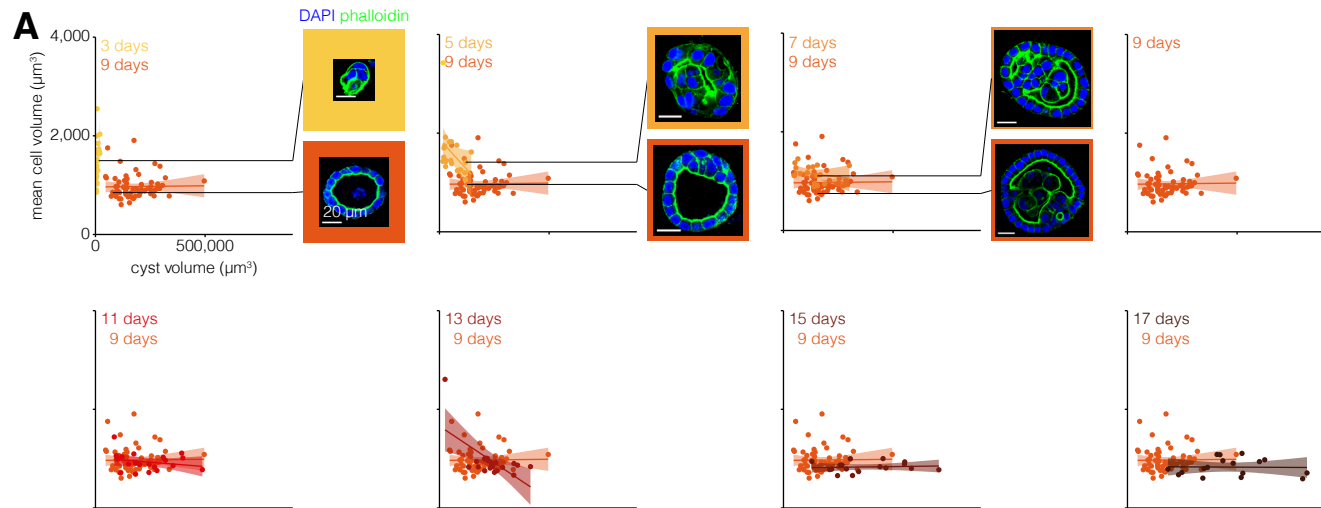 A
DAPI phalloidin
4,000
3 days
9 days
5 days
9 days
7 days
9 days
9 days
mean cell volume (µm³)
2,000
20 µm
0
0
500,000
cyst volume (µm³)
11 days
9 days
13 days
9 days
15 days
9 days
17 days
9 days